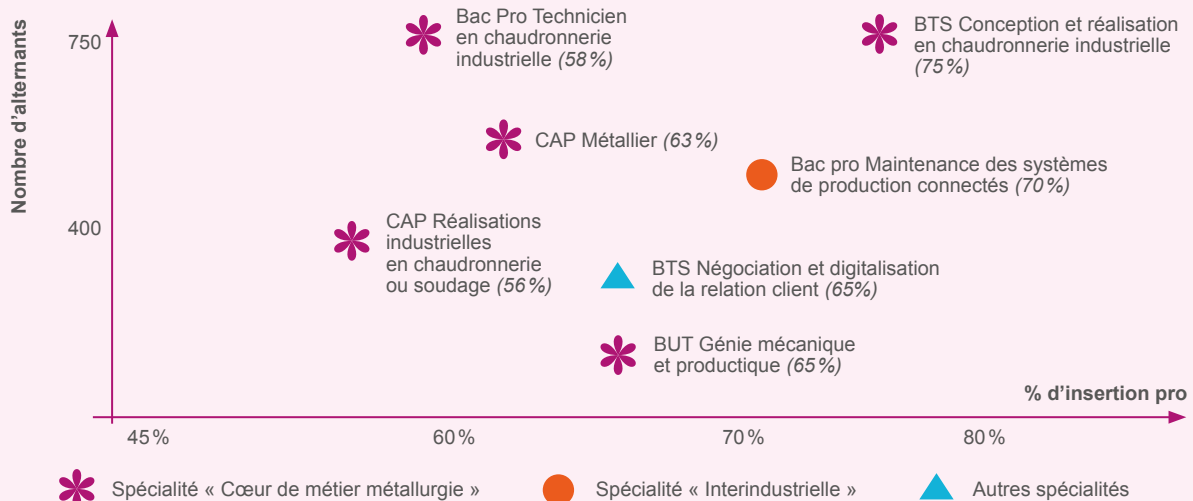 Nombre d'alternants
750
400
Bac Pro Technicien
en chaudronnerie
industrielle (58 %)
BTS Conception et réalisation
en chaudronnerie industrielle
(75 %)
CAP Métallier (63 %)
Bac pro Maintenance des systèmes
de production connectés (70 %)
CAP Réalisations
industrielles
en chaudronnerie
ou soudage (56 %)
BTS Négociation et digitalisation
de la relation client (65%)
BUT Génie mécanique
et productique (65 %)
% d'insertion pro
45 %
60 %
70 %
80 %
Spécialité « Cœur de métier métallurgie »
Spécialité « Interindustrielle »
Autres spécialités